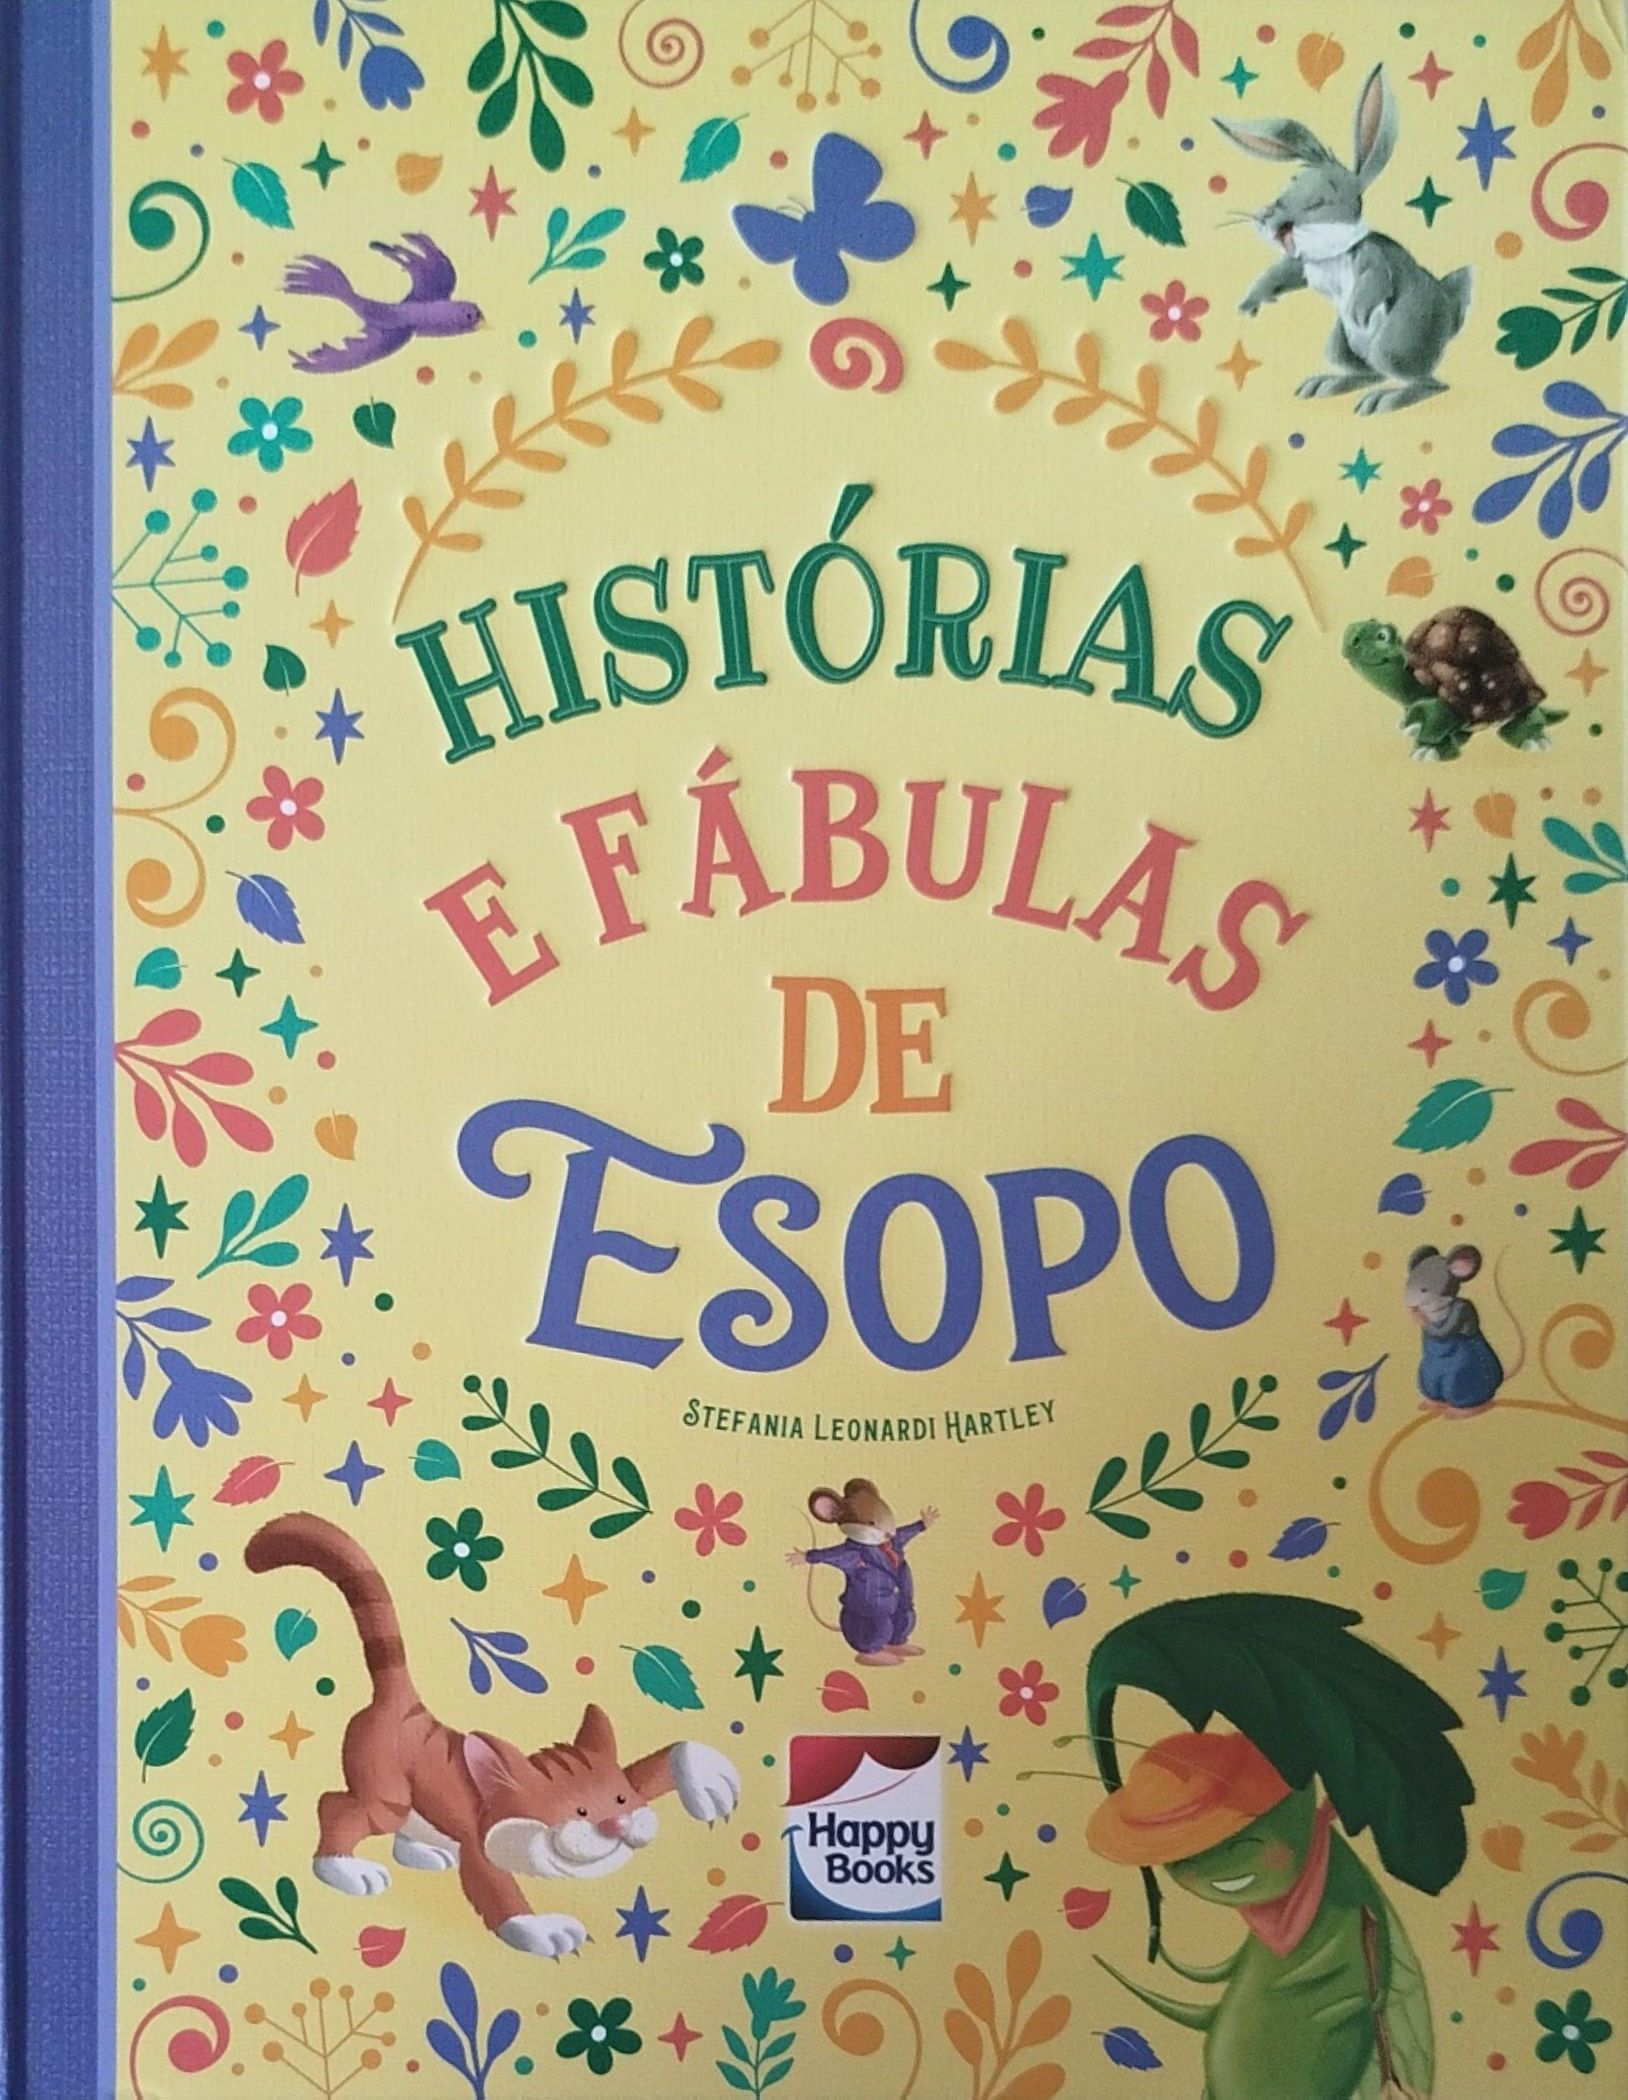 HISTÓRIAS
E FÁBULAS
DE
ESOPO
STEFANIA LEONARDI HARTLEY
Happy
Books